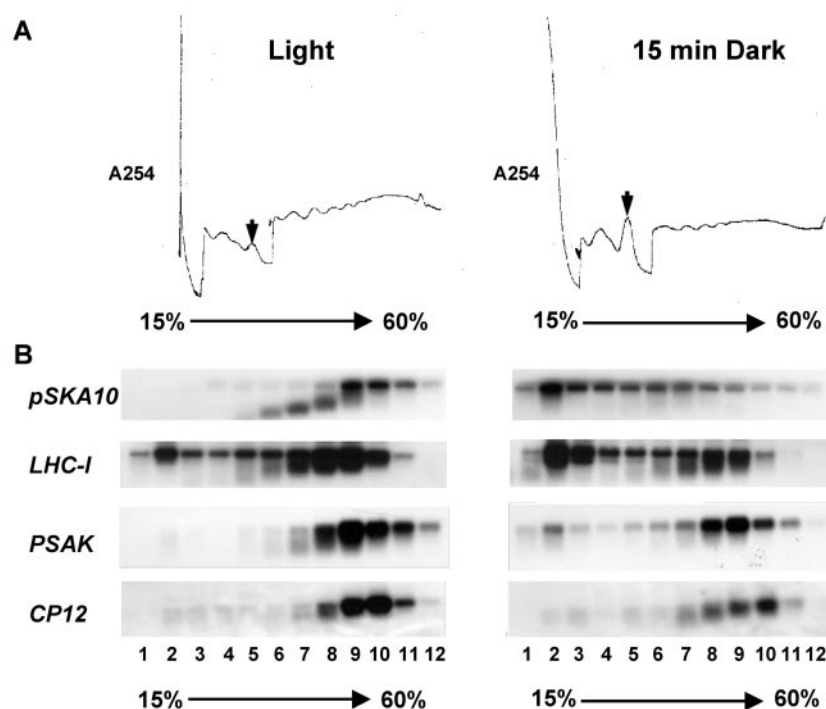 A
Light
15 min Dark
A254
A254
15% 60%
15% 60%
B
pSKA10
LHC-I
PSAK
CP12
1 2 3 4 5 6 7 8 9 10 11 12
1 2 3 4 5 6 7 8 9 10 11 12
15% 60%
15% 60%